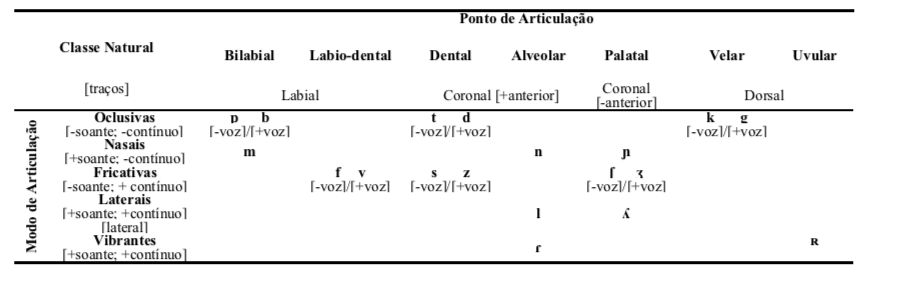 Ponto de Articulação
Classe Natural Bilabial Labio-dental Dental Alveolar Palatal Velar Uvular
[traços] Labial Coronal [+anterior] Coronal [-anterior] Dorsal
Modo de Articulação
Oclusivas p b t d k g
[-soante; -contínuo] [-voz]/[+voz] [-voz]/[+voz] [-voz]/[+voz]
Nasais m n ɲ
[+soante; -contínuo]
Fricativas f v s z ʃ ʒ
[-soante; + contínuo] [-voz]/[+voz] [-voz]/[+voz] [-voz]/[+voz]
Laterais
[+soante; +contínuo] l ʎ
[lateral]
Vibrantes ɾ ʀ
[+soante; +contínuo]